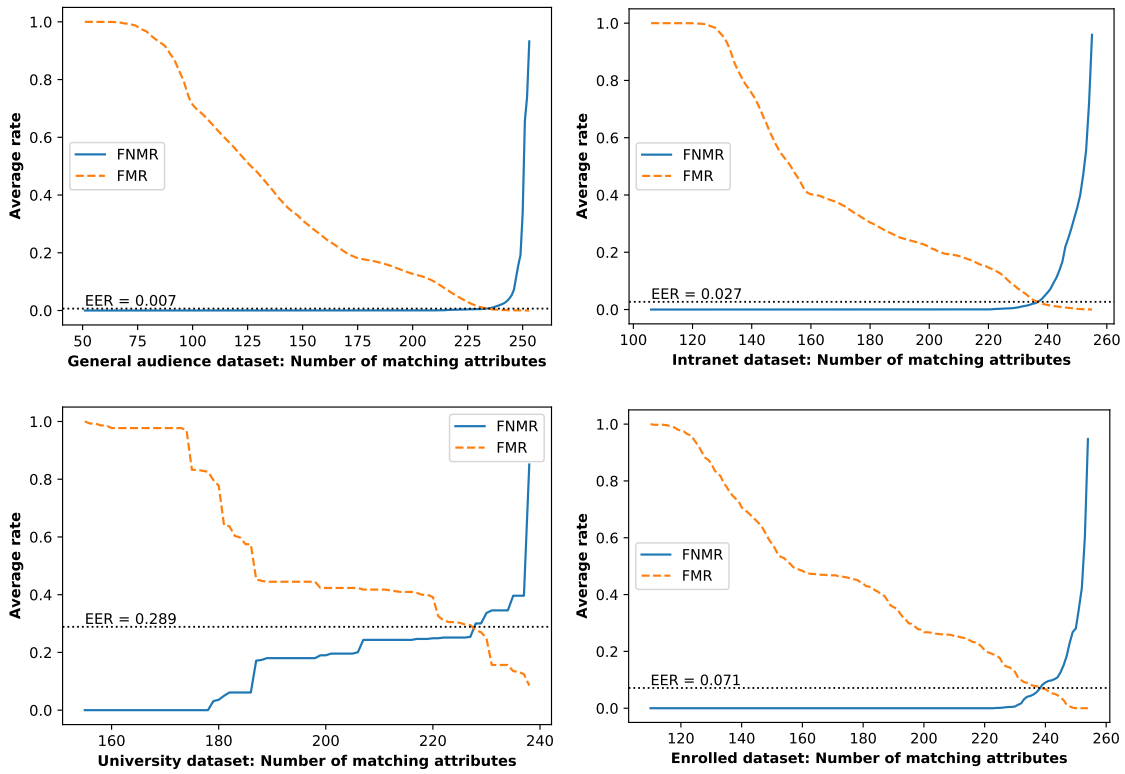 1.0
0.8
0.6
0.4
0.2
0.0
Average rate
FNMR
FMR
EER = 0.007
50 75 100 125 150 175 200 225 250
General audience dataset: Number of matching attributes
1.0
0.8
0.6
0.4
0.2
0.0
Average rate
FNMR
FMR
EER = 0.027
100 120 140 160 180 200 220 240 260
Intranet dataset: Number of matching attributes
1.0
0.8
0.6
0.4
0.2
0.0
Average rate
FNMR
FMR
EER = 0.289
160 180 200 220 240
University dataset: Number of matching attributes
1.0
0.8
0.6
0.4
0.2
0.0
Average rate
FNMR
FMR
EER = 0.071
120 140 160 180 200 220 240 260
Enrolled dataset: Number of matching attributes